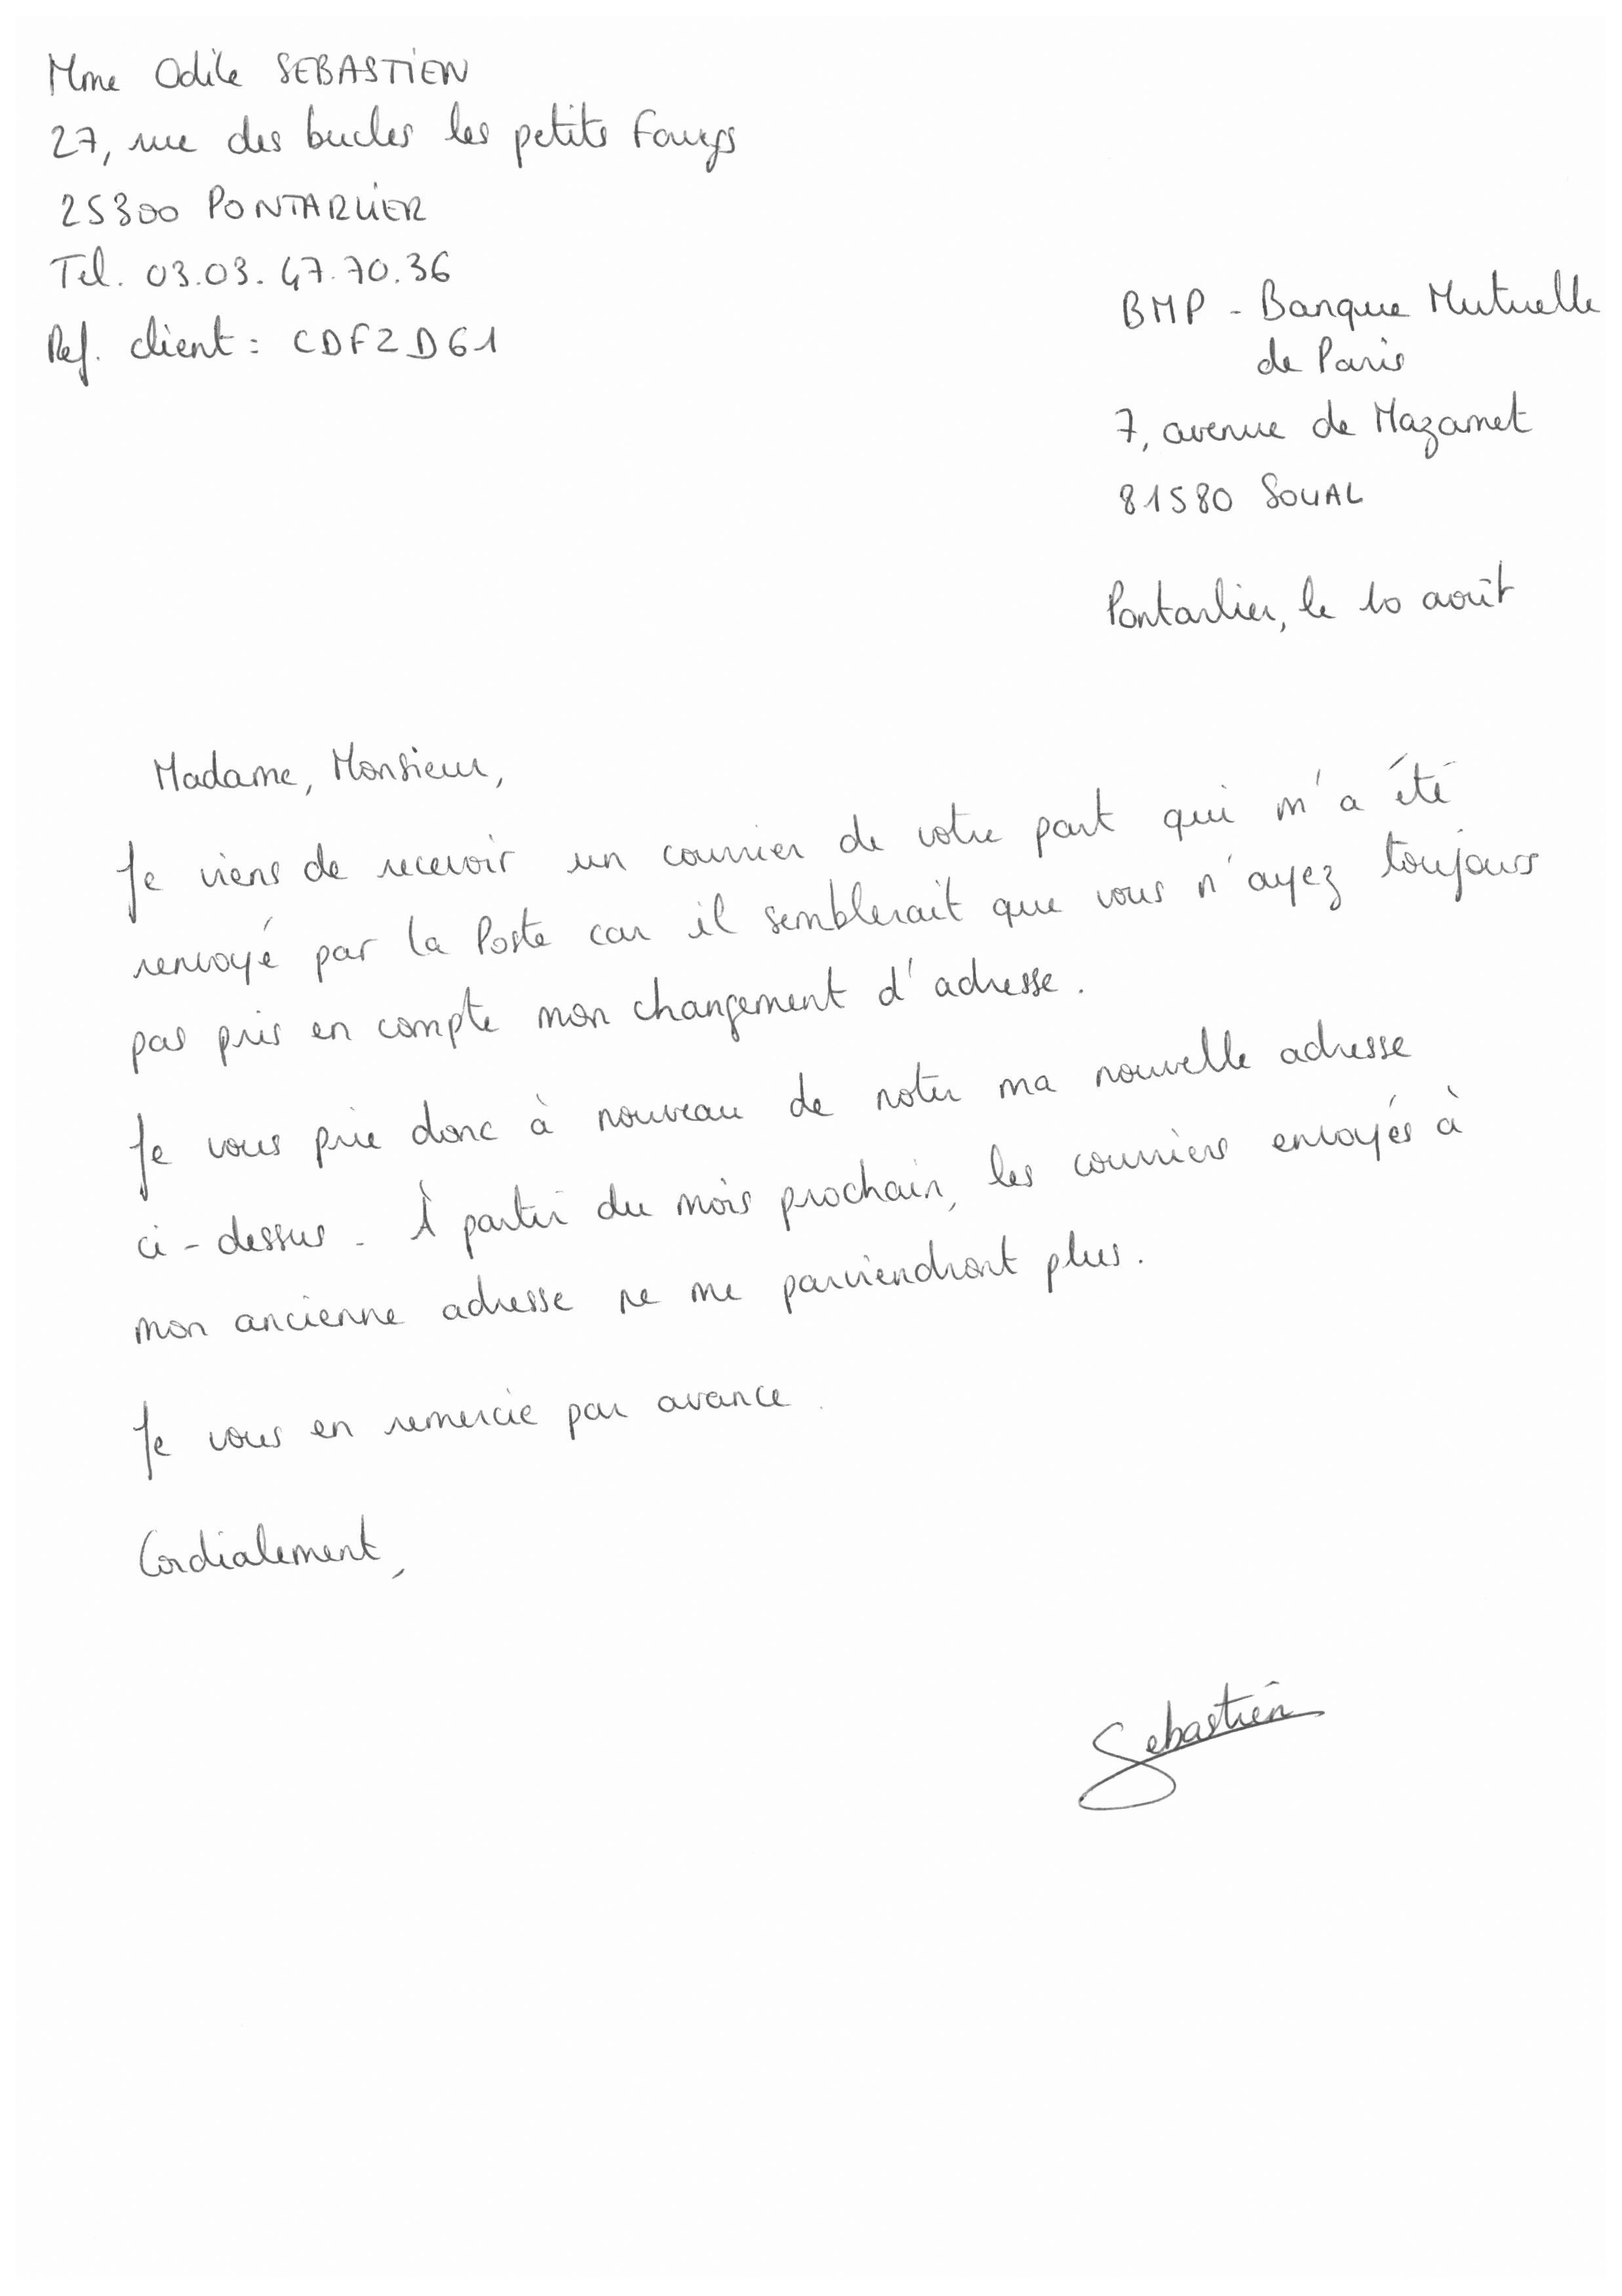 Mme Odile SEBASTIEN
27, rue des bucles les petits Fourgs
25300 PONTARLIER
Tel. 03.03.47.70.36
Ref. client : CDFZD61
BMP - Banque Mutuelle
de Paris
7, avenue de Mazamet
81580 SOUAL
Pontarlier, le 10 août
Madame, Monsieur,
Je viens de recevoir un courrier de votre part qui m'a été
renvoyé par la Poste car il semblerait que vous n'ayez toujours
pas pris en compte mon changement d'adresse.
Je vous prie donc à nouveau de noter ma nouvelle adresse
ci-dessus. À partir du mois prochain, les courriers envoyés à
mon ancienne adresse ne me parviendront plus.
Je vous en remercie par avance.
Cordialement,
Sebastien